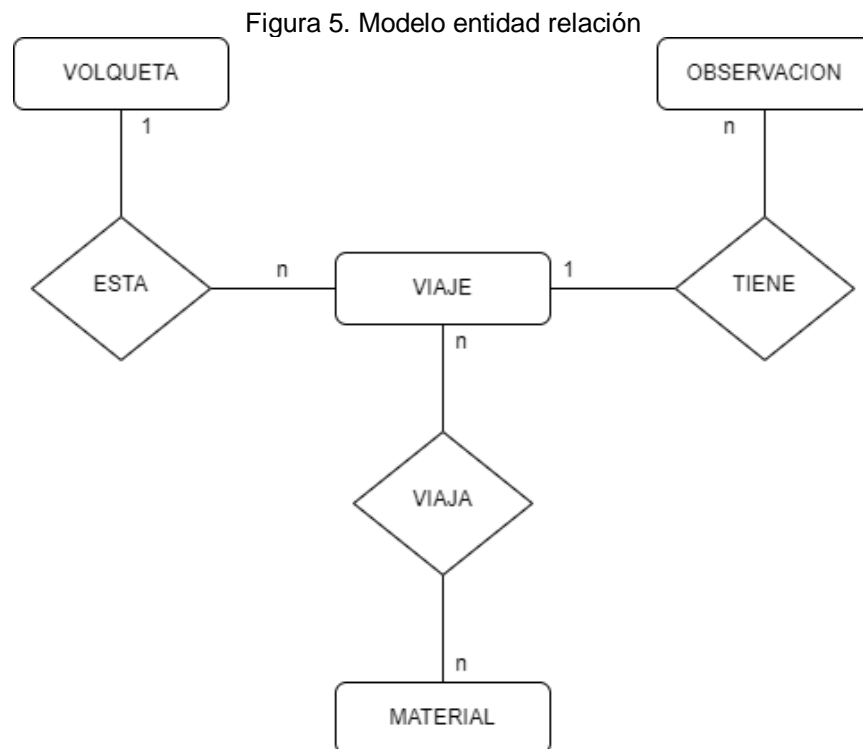 Figura 5. Modelo entidad relación
VOLQUETA
OBSERVACION
1
n
ESTA
n
VIAJE
1
TIENE
n
VIAJA
n
MATERIAL